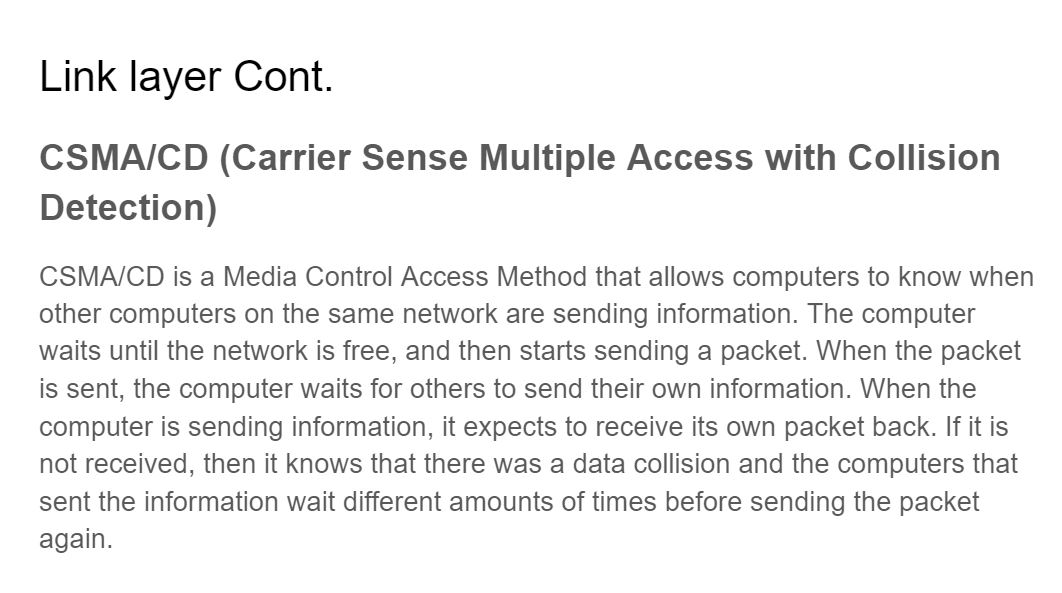 Link layer Cont.
CSMA/CD (Carrier Sense Multiple Access with Collision
Detection)
CSMA/CD is a Media Control Access Method that allows computers to know when
other computers on the same network are sending information. The computer
waits until the network is free, and then starts sending a packet. When the packet
is sent, the computer waits for others to send their own information. When the
computer is sending information, it expects to receive its own packet back. If it is
not received, then it knows that there was a data collision and the computers that
sent the information wait different amounts of times before sending the packet
again.